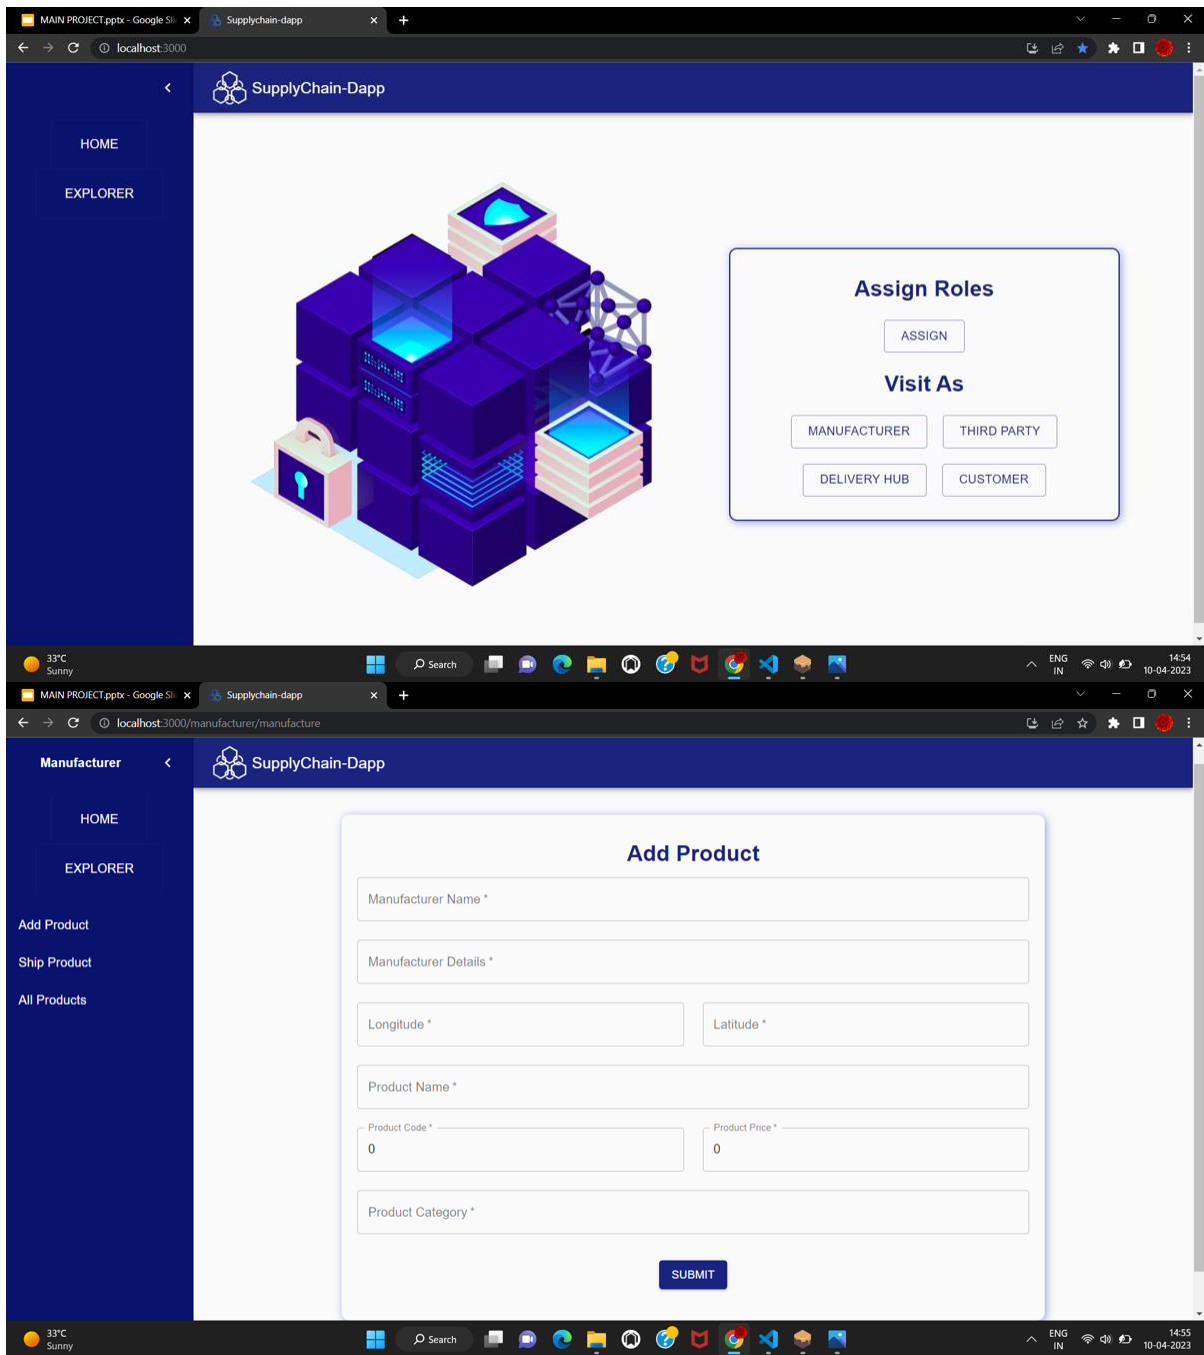 MAIN PROJECT.pptx - Google Sli
Supplychain-dapp
localhost:3000
SupplyChain-Dapp
HOME
EXPLORER
Assign Roles
ASSIGN
Visit As
MANUFACTURER THIRD PARTY
DELIVERY HUB CUSTOMER
33°C
Sunny
Search
ENG
IN
14:54
10-04-2023
MAIN PROJECT.pptx - Google Sli
Supplychain-dapp
localhost:3000/manufacturer/manufacture
Manufacturer
SupplyChain-Dapp
HOME
EXPLORER
Add Product
Ship Product
All Products
Add Product
Manufacturer Name *
Manufacturer Details *
Longitude * Latitude *
Product Name *
Product Code * Product Price *
0 0
Product Category *
SUBMIT
33°C
Sunny
Search
ENG
IN
14:55
10-04-2023